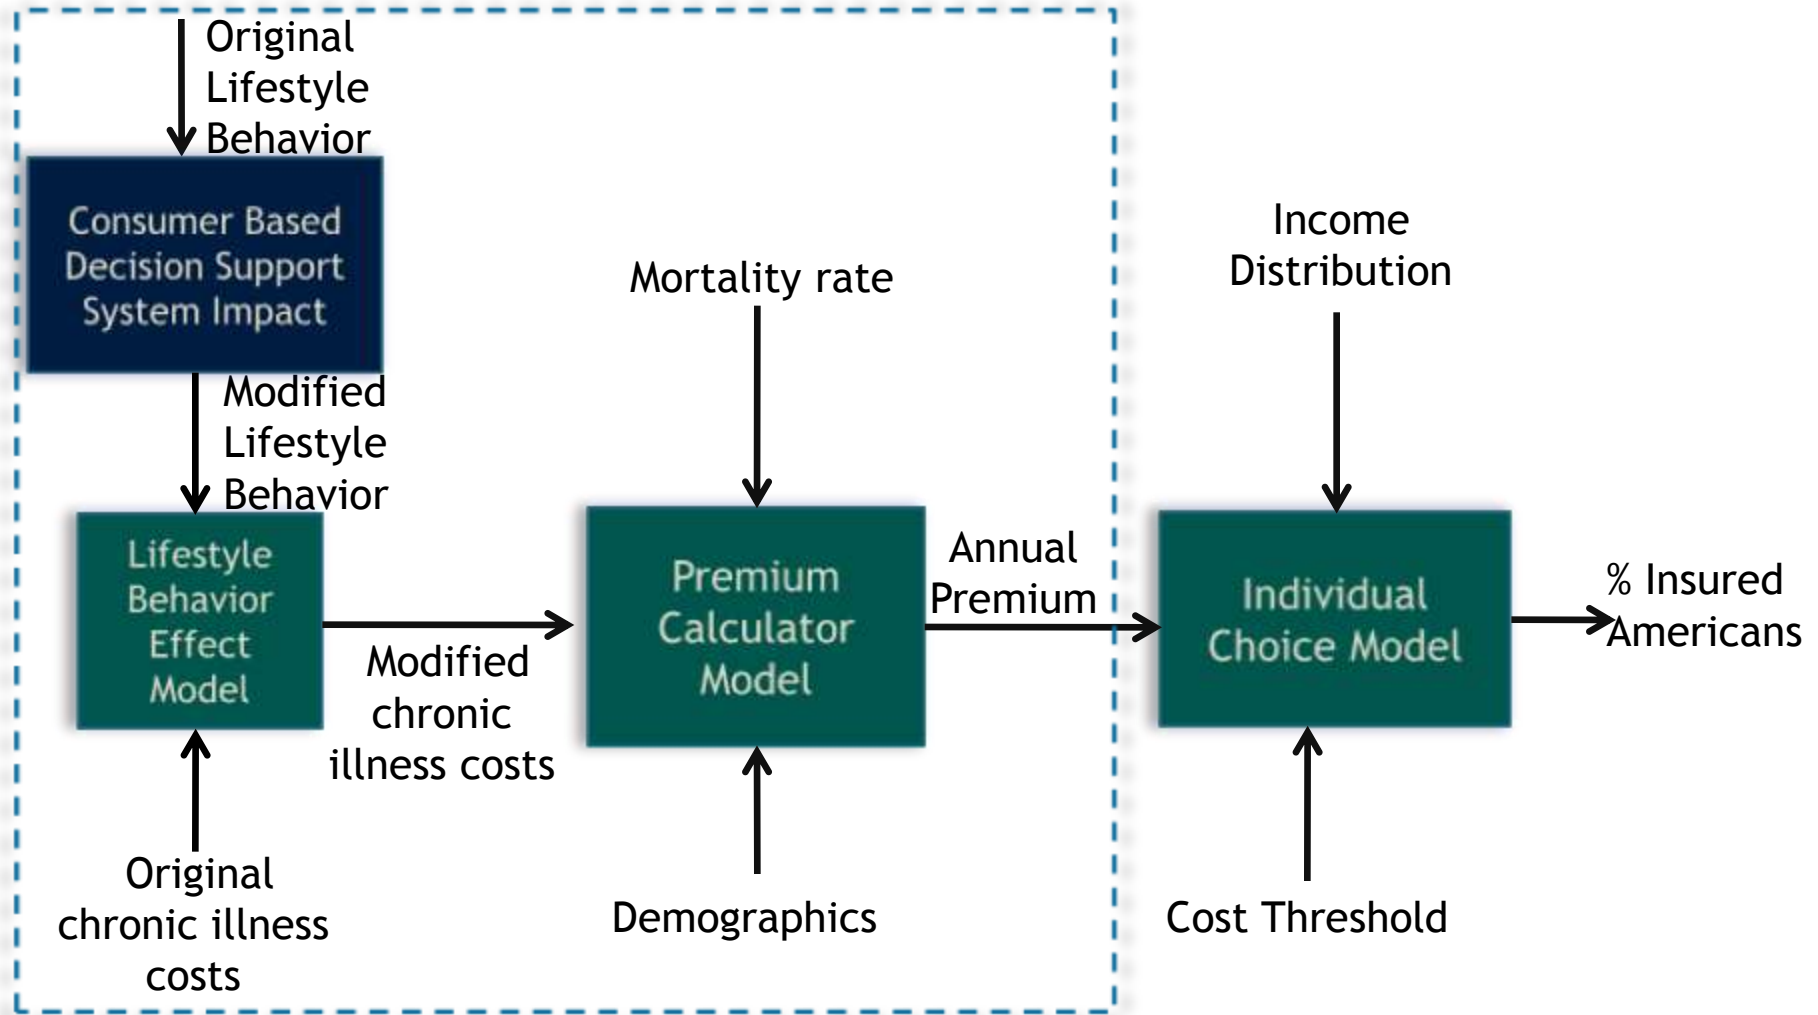 Original
Lifestyle
Behavior
Consumer Based
Decision Support
System Impact
Modified
Lifestyle
Behavior
Lifestyle
Behavior
Effect
Model
Original
chronic illness
costs
Modified
chronic
illness costs
Mortality rate
Premium
Calculator
Model
Demographics
Annual
Premium
Income
Distribution
Individual
Choice Model
Cost Threshold
% Insured
Americans